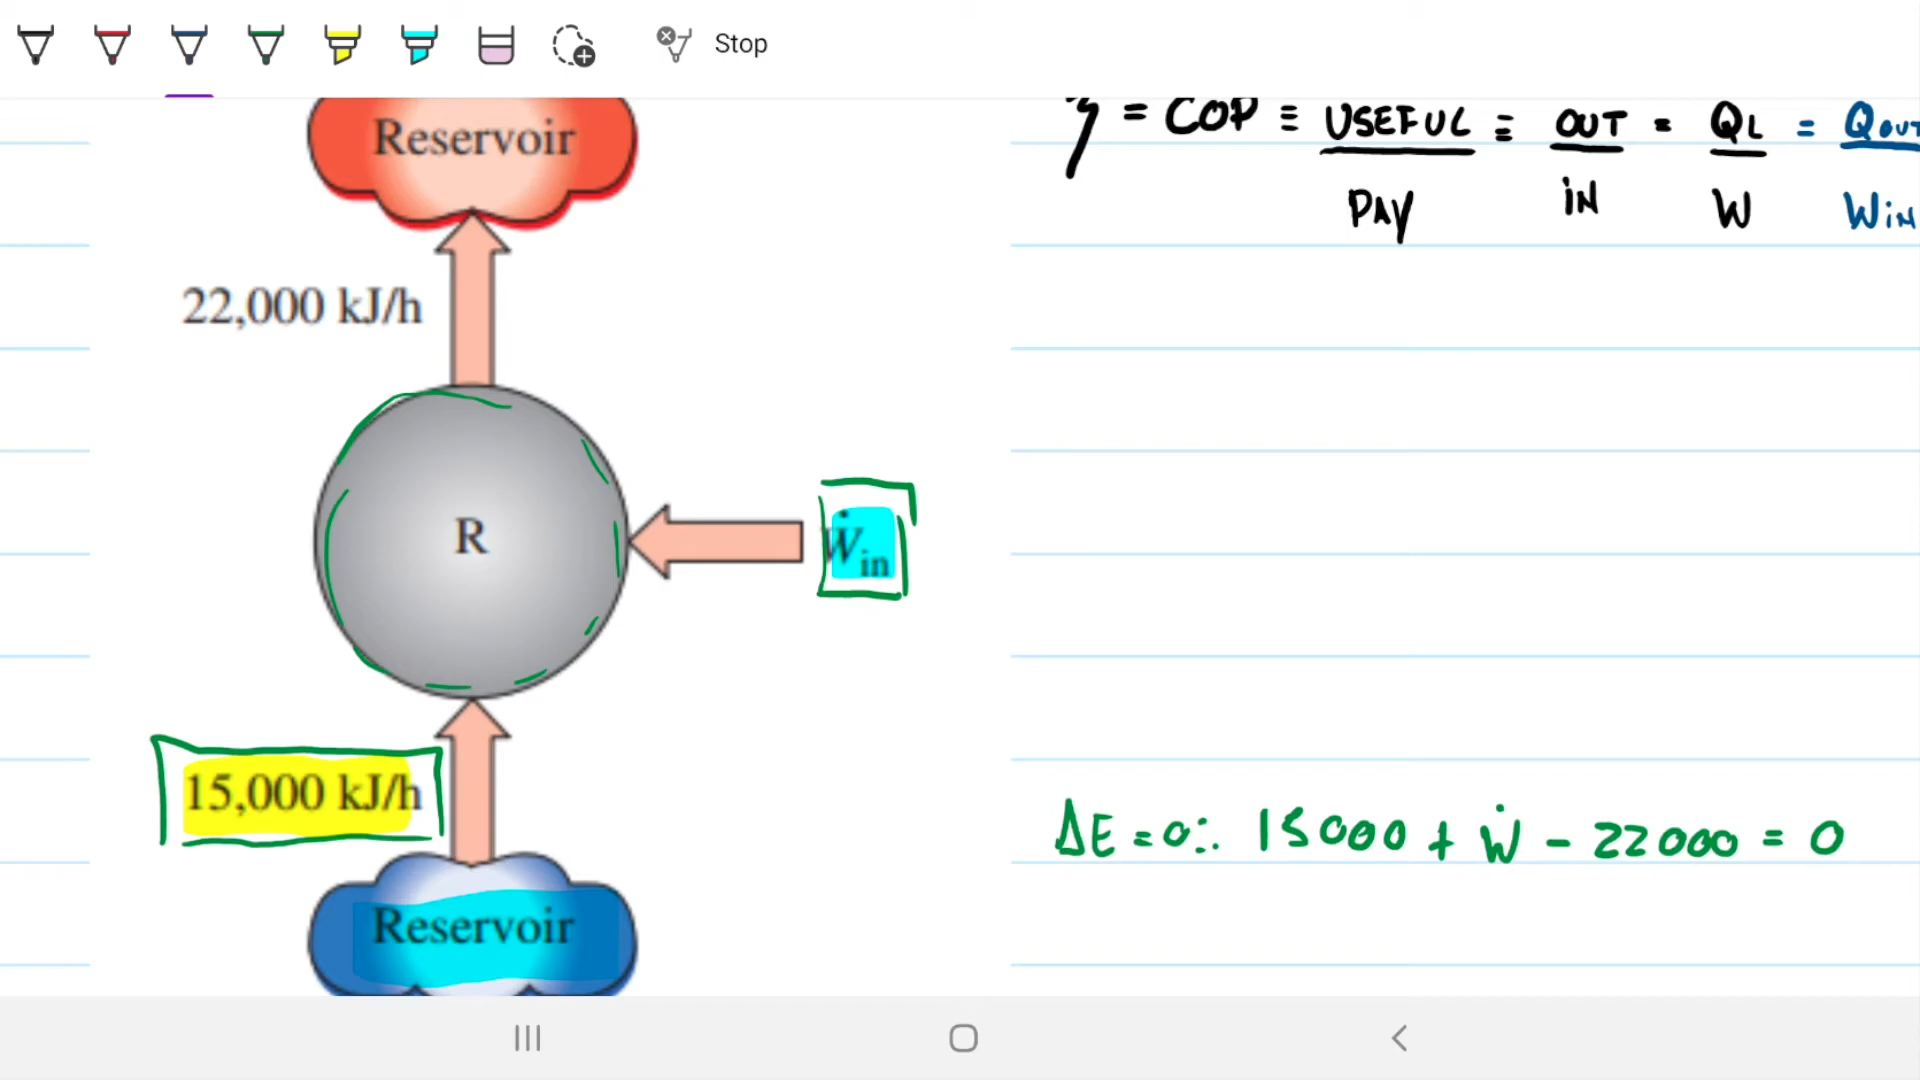 Stop
Reservoir
η = COP ≡ USEFUL ≡ OUT = QL = QOUT
PAY IN W WIN
22,000 kJ/h
R
Ẇin
15,000 kJ/h
ΔE = 0 ∴ 15000 + Ẇ - 22000 = 0
Reservoir